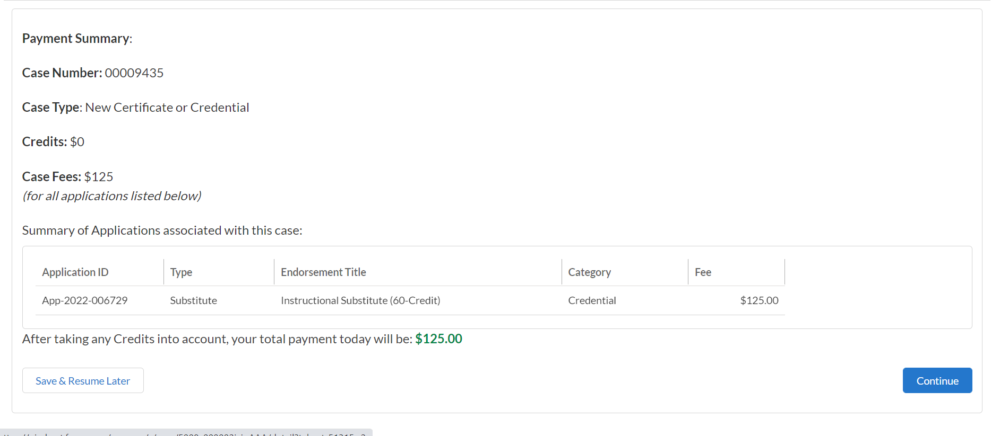 Payment Summary:
Case Number: 00009435
Case Type: New Certificate or Credential
Credits: $0
Case Fees: $125
(for all applications listed below)
Summary of Applications associated with this case:
Application ID Type Endorsement Title Category Fee
App-2022-006729 Substitute Instructional Substitute (60-Credit) Credential $125.00
After taking any Credits into account, your total payment today will be: $125.00
Save & Resume Later Continue